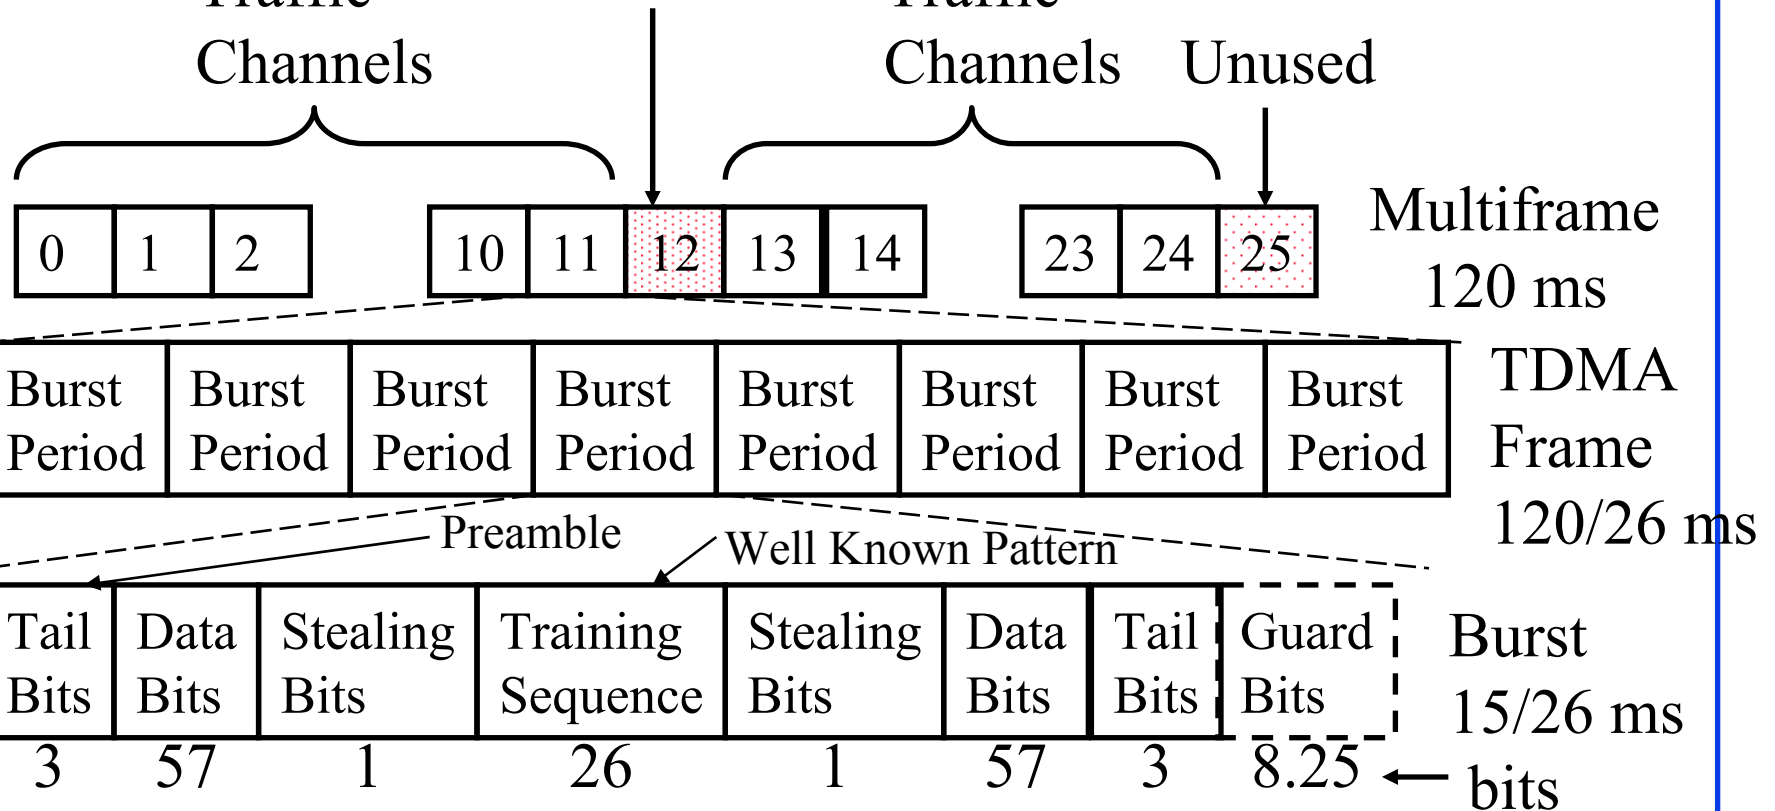 Traffic
Traffic
Channels
Channels
Unused
0 1 2 10 11 12 13 14 23 24 25
Multiframe
120 ms
Burst Burst Burst Burst Burst Burst Burst Burst
Period Period Period Period Period Period Period Period
TDMA
Frame
120/26 ms
Preamble
Well Known Pattern
Tail Data Stealing Training Stealing Data Tail Guard
Bits Bits Bits Sequence Bits Bits Bits Bits
Burst
15/26 ms
3 57 1 26 1 57 3 8.25
bits